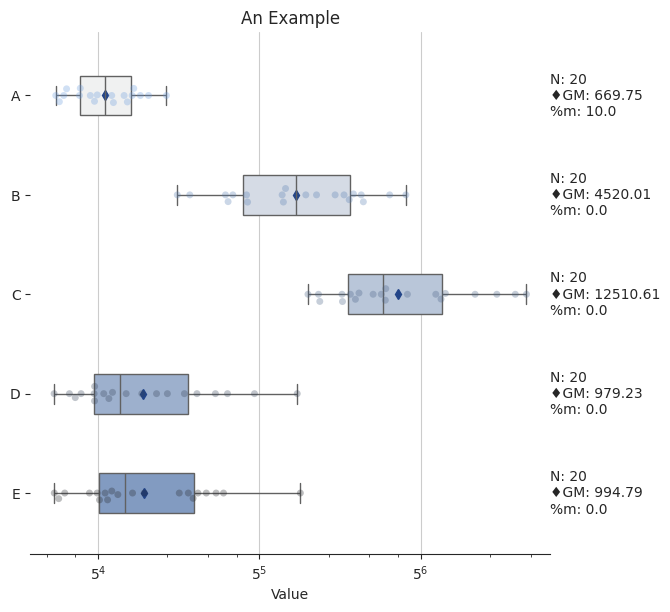 An Example
A
N: 20
♦GM: 669.75
%m: 10.0
B
N: 20
♦GM: 4520.01
%m: 0.0
C
N: 20
♦GM: 12510.61
%m: 0.0
D
N: 20
♦GM: 979.23
%m: 0.0
E
N: 20
♦GM: 994.79
%m: 0.0
5⁴ 5⁵ 5⁶
Value